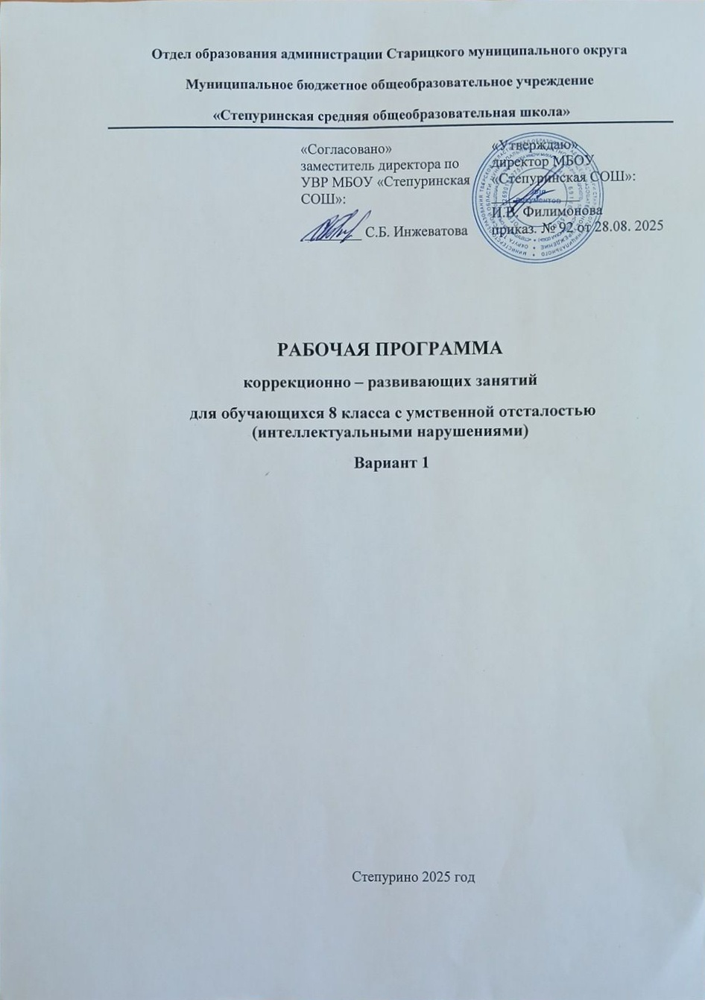 Отдел образования администрации Старицкого муниципального округа
Муниципальное бюджетное общеобразовательное учреждение
«Степуринская средняя общеобразовательная школа»
«Согласовано»
заместитель директора по
УВР МБОУ «Степуринская
СОШ»:
С.Б. Инжеватова
«Утверждаю»
директор МБОУ
«Степуринская СОШ»:
И.В. Филимонова
приказ. № 92 от 28.08. 2025
РАБОЧАЯ ПРОГРАММА
коррекционно – развивающих занятий
для обучающихся 8 класса с умственной отсталостью
(интеллектуальными нарушениями)
Вариант 1
Степурино 2025 год